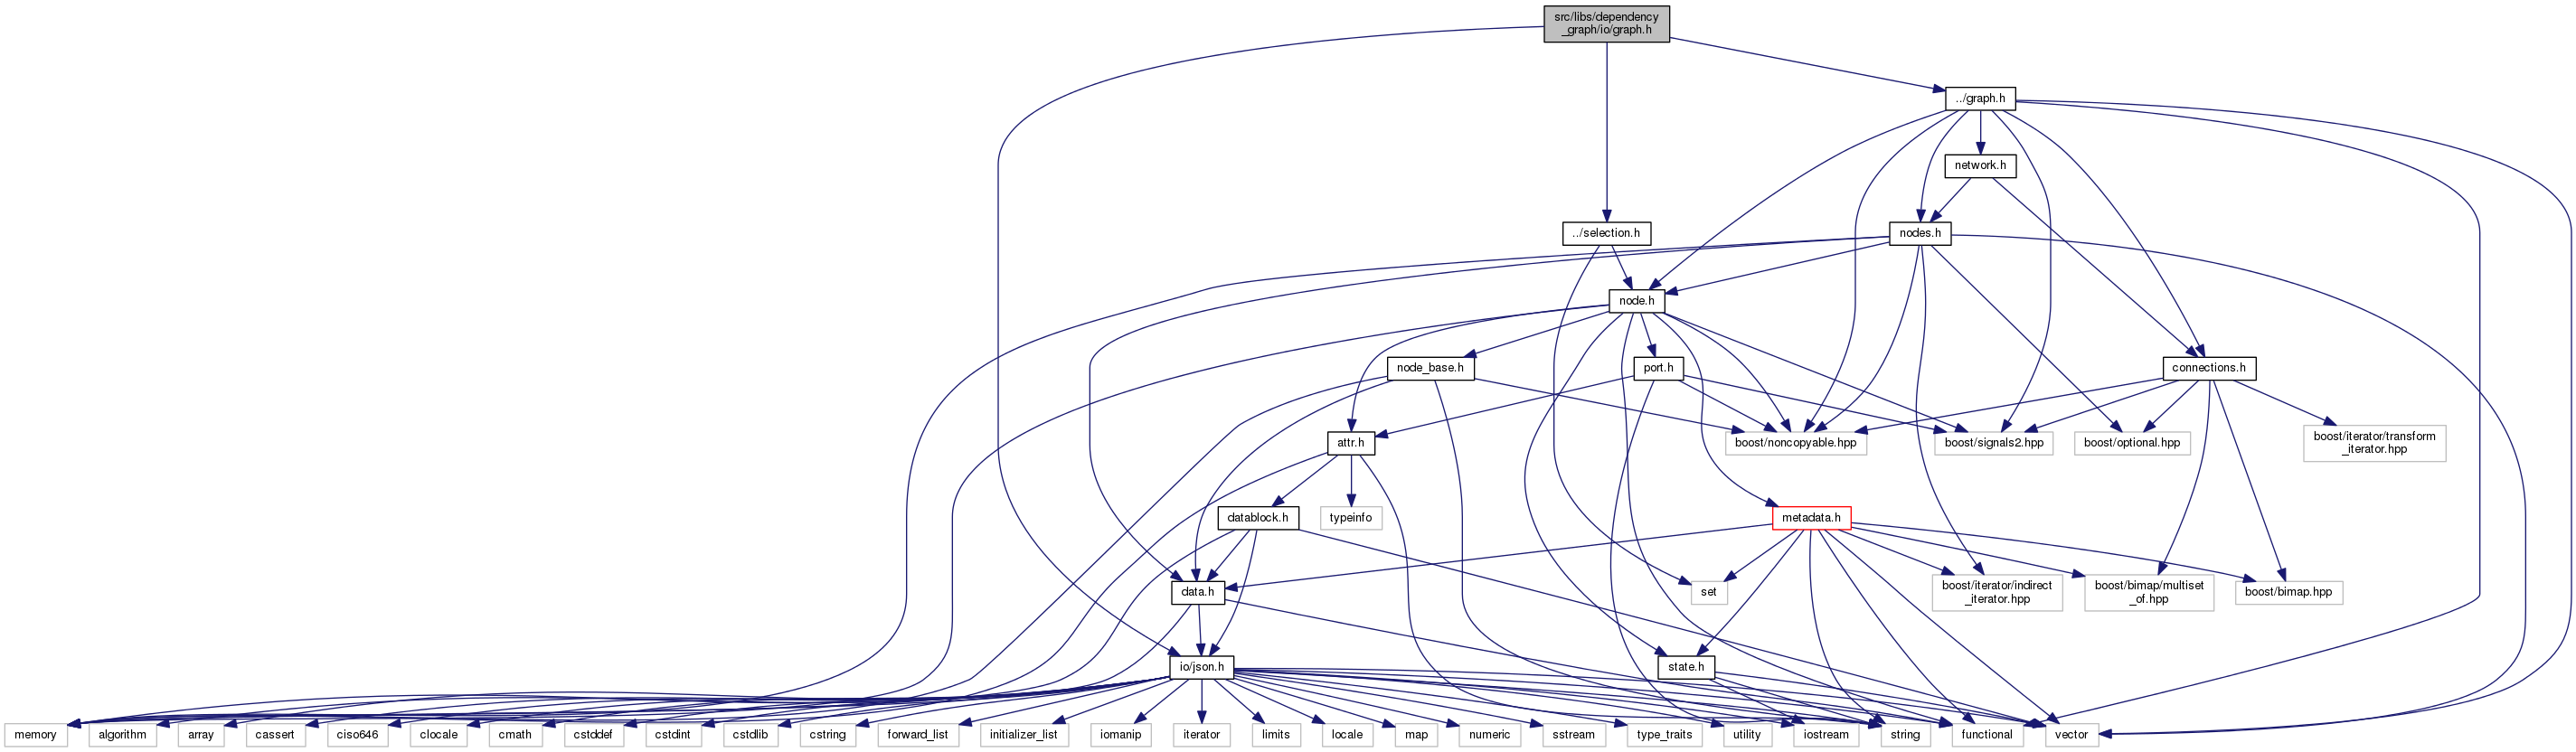 src/libs/dependency
_graph/io/graph.h
../graph.h
network.h
../selection.h
nodes.h
node.h
node_base.h
port.h
connections.h
attr.h
boost/noncopyable.hpp
boost/signals2.hpp
boost/optional.hpp
boost/iterator/transform
_iterator.hpp
datablock.h
typeinfo
metadata.h
data.h
set
boost/iterator/indirect
_iterator.hpp
boost/bimap/multiset
_of.hpp
boost/bimap.hpp
io/json.h
state.h
memory
algorithm
array
cassert
ciso646
clocale
cmath
cstddef
cstdint
cstdlib
cstring
forward_list
initializer_list
iomanip
iterator
limits
locale
map
numeric
sstream
type_traits
utility
iostream
string
functional
vector